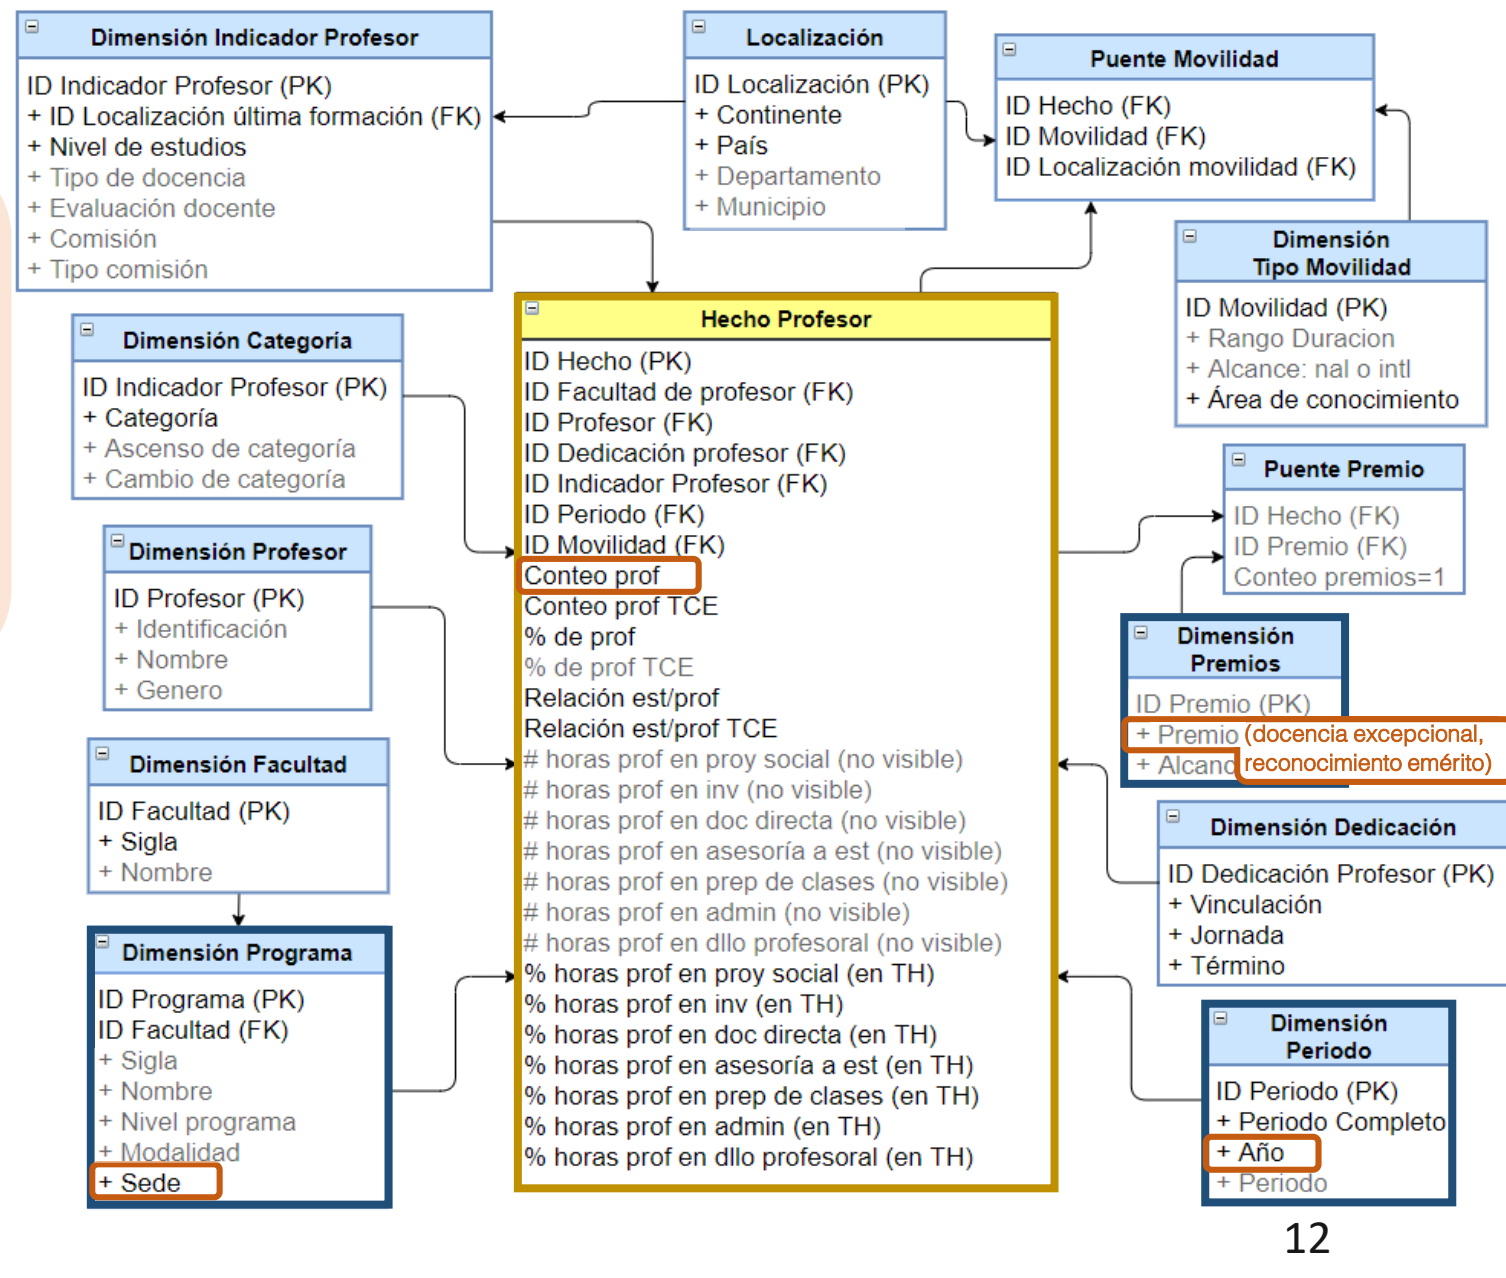 Dimensión Indicador Profesor
ID Indicador Profesor (PK)
+ ID Localización última formación (FK)
+ Nivel de estudios
+ Tipo de docencia
+ Evaluación docente
+ Comisión
+ Tipo comisión
Localización
ID Localización (PK)
+ Continente
+ País
+ Departamento
+ Municipio
Puente Movilidad
ID Hecho (FK)
ID Movilidad (FK)
ID Localización movilidad (FK)
Dimensión
Tipo Movilidad
ID Movilidad (PK)
+ Rango Duracion
+ Alcance: nal o intl
+ Área de conocimiento
Dimensión Categoría
ID Indicador Profesor (PK)
+ Categoría
+ Ascenso de categoría
+ Cambio de categoría
Dimensión Profesor
ID Profesor (PK)
+ Identificación
+ Nombre
+ Genero
Dimensión Facultad
ID Facultad (PK)
+ Sigla
+ Nombre
Dimensión Programa
ID Programa (PK)
ID Facultad (FK)
+ Sigla
+ Nombre
+ Nivel programa
+ Modalidad
+ Sede
Hecho Profesor
ID Hecho (PK)
ID Facultad de profesor (FK)
ID Profesor (FK)
ID Dedicación profesor (FK)
ID Indicador Profesor (FK)
ID Periodo (FK)
ID Movilidad (FK)
Conteo prof
Conteo prof TCE
% de prof
% de prof TCE
Relación est/prof
Relación est/prof TCE
# horas prof en proy social (no visible)
# horas prof en inv (no visible)
# horas prof en doc directa (no visible)
# horas prof en asesoría a est (no visible)
# horas prof en prep de clases (no visible)
# horas prof en admin (no visible)
# horas prof en dllo profesoral (no visible)
% horas prof en proy social (en TH)
% horas prof en inv (en TH)
% horas prof en doc directa (en TH)
% horas prof en asesoría a est (en TH)
% horas prof en prep de clases (en TH)
% horas prof en admin (en TH)
% horas prof en dllo profesoral (en TH)
Puente Premio
ID Hecho (FK)
ID Premio (FK)
Conteo premios=1
Dimensión
Premios
ID Premio (PK)
+ Premio (docencia excepcional,
+ Alcanc reconocimiento emérito)
Dimensión Dedicación
ID Dedicación Profesor (PK)
+ Vinculación
+ Jornada
+ Término
Dimensión
Periodo
ID Periodo (PK)
+ Periodo Completo
+ Año
+ Periodo
12